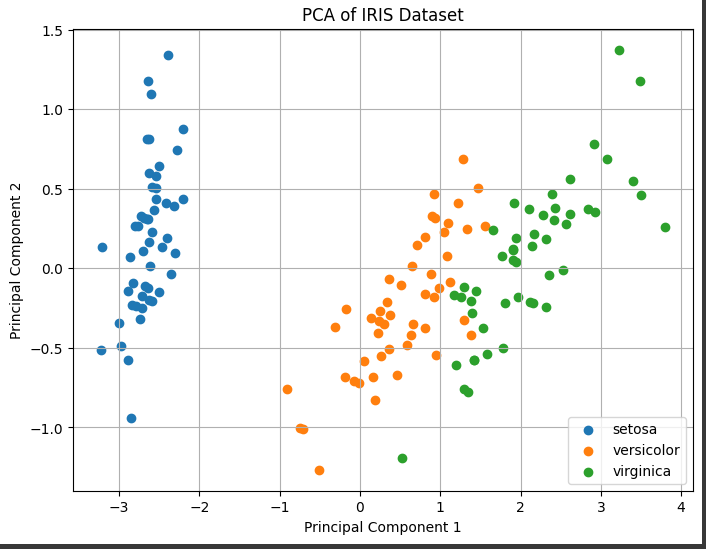 PCA of IRIS Dataset
1.5
1.0
0.5
0.0
−0.5
−1.0
Principal Component 2
−3
−2
−1
0
1
2
3
4
Principal Component 1
setosa
versicolor
virginica